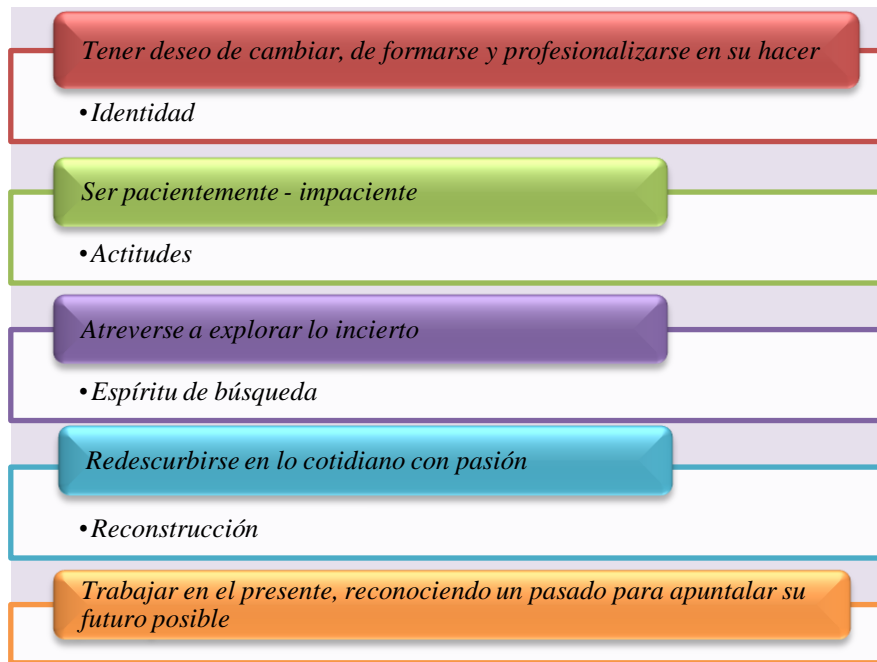 Tener deseo de cambiar, de formarse y profesionalizarse en su hacer
•Identidad
Ser pacientemente - impaciente
•Actitudes
Atreverse a explorar lo incierto
•Espíritu de búsqueda
Redescurbirse en lo cotidiano con pasión
•Reconstrucción
Trabajar en el presente, reconociendo un pasado para apuntalar su
futuro posible